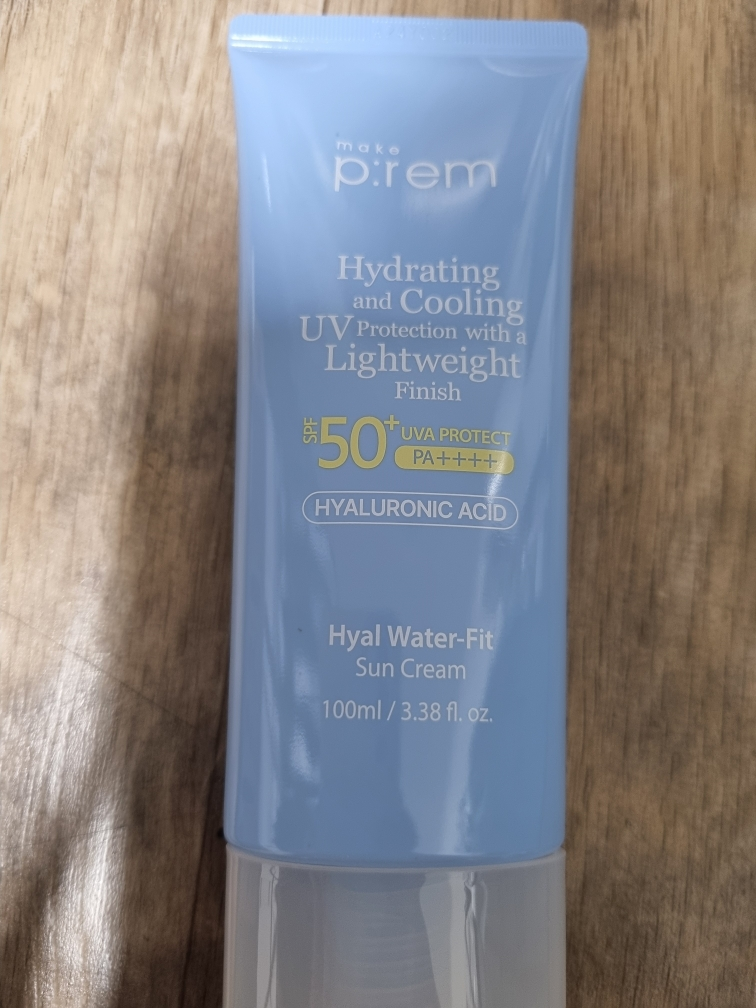 make
p:rem
Hydrating
and Cooling
UV Protection with a
Lightweight
Finish
SPF 50+ UVA PROTECT
PA++++
HYALURONIC ACID
Hyal Water-Fit
Sun Cream
100ml / 3.38 fl. oz.